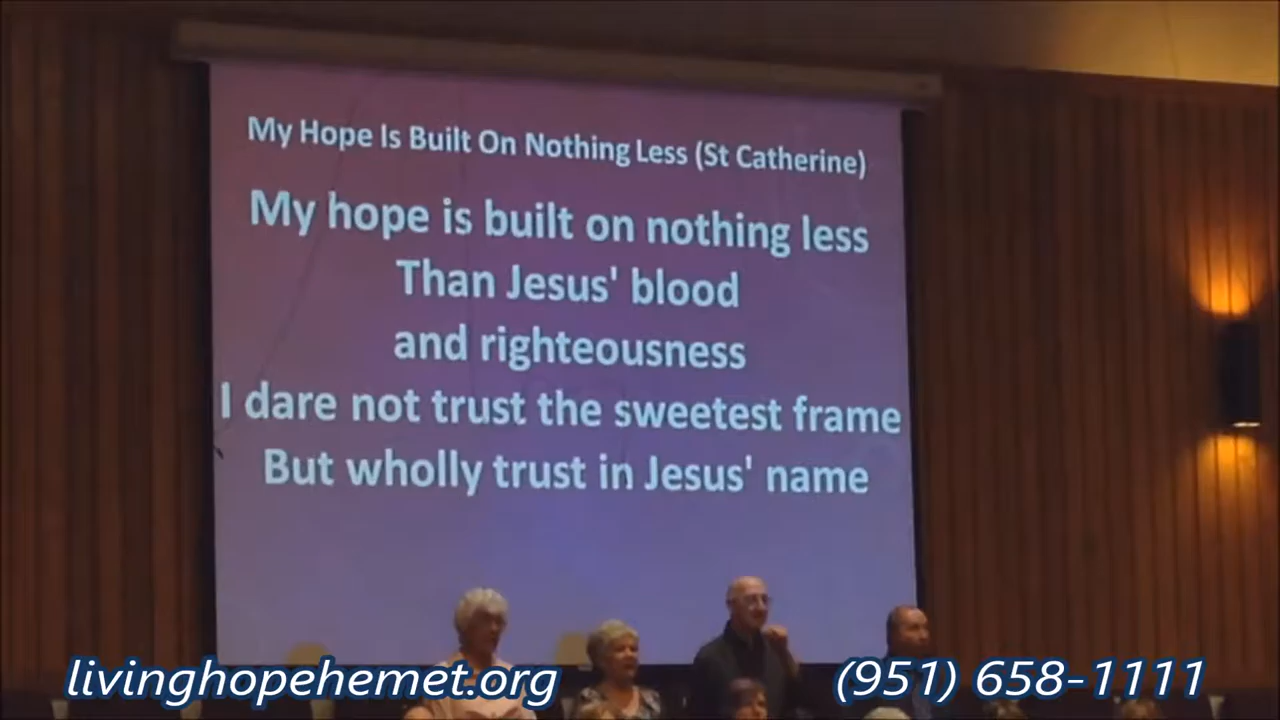 My Hope Is Built On Nothing Less (St Catherine)
My hope is built on nothing less
Than Jesus' blood
and righteousness
I dare not trust the sweetest frame
But wholly trust in Jesus' name
livinghopehemet.org
(951) 658-1111